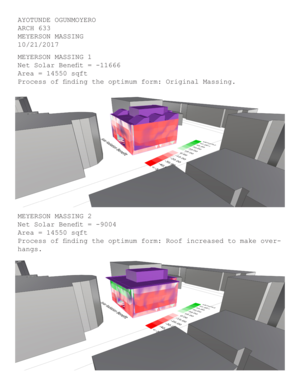 AYOTUNDE OGUNMOYERO
ARCH 633
MEYERSON MASSING
10/21/2017
MEYERSON MASSING 1
Net Solar Benefit = -11666
Area = 14550 sqft
Process of finding the optimum form: Original Massing.
MEYERSON MASSING 2
Net Solar Benefit = -9004
Area = 14550 sqft
Process of finding the optimum form: Roof increased to make over-
hangs.